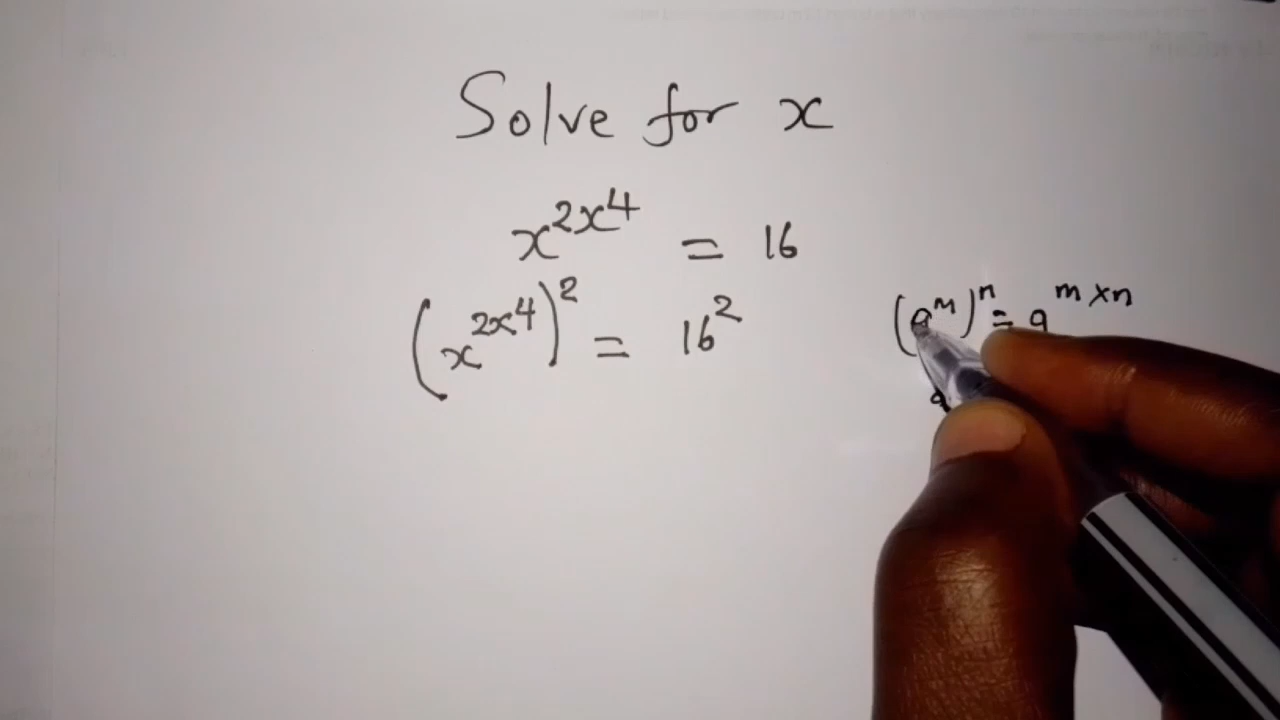 Solve for x
x^{2x^4} = 16
(x^{2x^4})^2 = 16^2
(a^m)^n = a^{m×n}